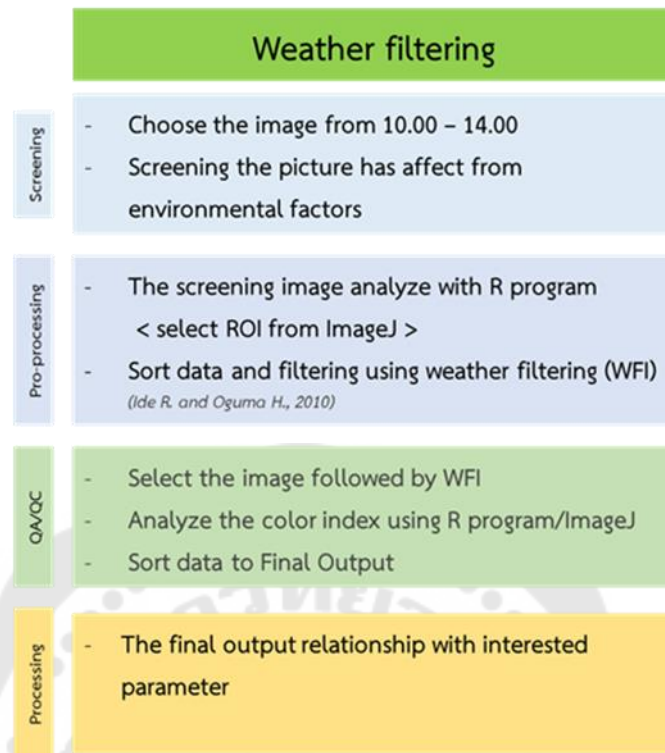 Weather filtering
Screening
- Choose the image from 10.00 – 14.00
- Screening the picture has affect from
environmental factors
Pro-processing
- The screening image analyze with R program
< select ROI from ImageJ >
- Sort data and filtering using weather filtering (WFI)
(Ide R. and Oguma H., 2010)
QA/QC
- Select the image followed by WFI
- Analyze the color index using R program/ImageJ
- Sort data to Final Output
Processing
- The final output relationship with interested
parameter